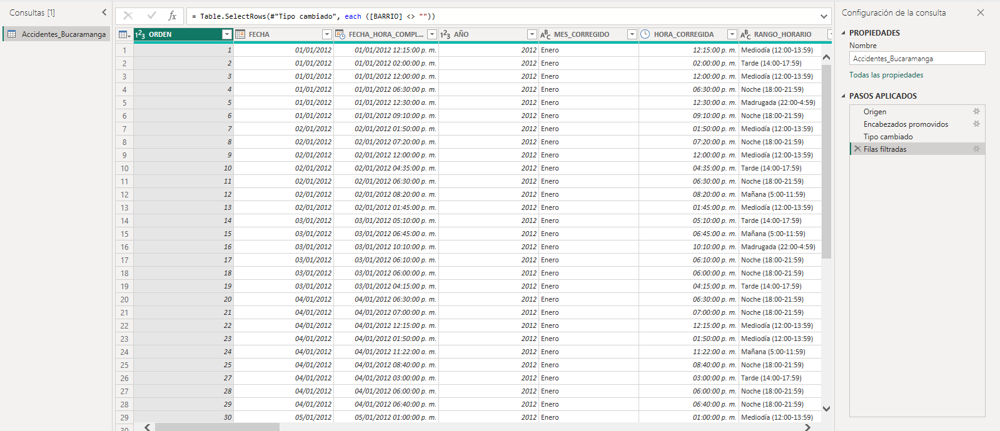 Consultas [1]
Accidentes_Bucaramanga
fx
= Table.SelectRows(#"Tipo cambiado", each ([BARRIO] <> ""))
1²3 ORDEN FECHA FECHA_HORA_COMPL... 1²3 AÑO ABC MES_CORREGIDO HORA_CORREGIDA ABC RANGO_HORARIO
1 1 01/01/2012 01/01/2012 12:15:00 p. m. 2012 Enero 12:15:00 p. m. Mediodía (12:00-13:59)
2 2 01/01/2012 01/01/2012 02:00:00 p. m. 2012 Enero 02:00:00 p. m. Tarde (14:00-17:59)
3 3 01/01/2012 01/01/2012 12:00:00 p. m. 2012 Enero 12:00:00 p. m. Mediodía (12:00-13:59)
4 4 01/01/2012 01/01/2012 06:30:00 p. m. 2012 Enero 06:30:00 p. m. Noche (18:00-21:59)
5 5 01/01/2012 01/01/2012 12:30:00 a. m. 2012 Enero 12:30:00 a. m. Madrugada (22:00-4:59)
6 6 01/01/2012 01/01/2012 09:10:00 p. m. 2012 Enero 09:10:00 p. m. Noche (18:00-21:59)
7 7 02/01/2012 02/01/2012 01:50:00 p. m. 2012 Enero 01:50:00 p. m. Mediodía (12:00-13:59)
8 8 02/01/2012 02/01/2012 07:20:00 p. m. 2012 Enero 07:20:00 p. m. Noche (18:00-21:59)
9 9 02/01/2012 02/01/2012 12:00:00 p. m. 2012 Enero 12:00:00 p. m. Mediodía (12:00-13:59)
10 10 02/01/2012 02/01/2012 04:35:00 p. m. 2012 Enero 04:35:00 p. m. Tarde (14:00-17:59)
11 11 02/01/2012 02/01/2012 06:30:00 p. m. 2012 Enero 06:30:00 p. m. Noche (18:00-21:59)
12 12 02/01/2012 02/01/2012 08:20:00 a. m. 2012 Enero 08:20:00 a. m. Mañana (5:00-11:59)
13 13 02/01/2012 02/01/2012 01:45:00 p. m. 2012 Enero 01:45:00 p. m. Mediodía (12:00-13:59)
14 14 03/01/2012 03/01/2012 05:10:00 p. m. 2012 Enero 05:10:00 p. m. Tarde (14:00-17:59)
15 15 03/01/2012 03/01/2012 06:45:00 a. m. 2012 Enero 06:45:00 a. m. Mañana (5:00-11:59)
16 16 03/01/2012 03/01/2012 10:10:00 p. m. 2012 Enero 10:10:00 p. m. Madrugada (22:00-4:59)
17 17 03/01/2012 03/01/2012 06:10:00 p. m. 2012 Enero 06:10:00 p. m. Noche (18:00-21:59)
18 18 03/01/2012 03/01/2012 06:00:00 p. m. 2012 Enero 06:00:00 p. m. Noche (18:00-21:59)
19 19 03/01/2012 03/01/2012 04:15:00 p. m. 2012 Enero 04:15:00 p. m. Tarde (14:00-17:59)
20 20 04/01/2012 04/01/2012 06:30:00 p. m. 2012 Enero 06:30:00 p. m. Noche (18:00-21:59)
21 21 04/01/2012 04/01/2012 07:00:00 p. m. 2012 Enero 07:00:00 p. m. Noche (18:00-21:59)
22 22 04/01/2012 04/01/2012 12:15:00 p. m. 2012 Enero 12:15:00 p. m. Mediodía (12:00-13:59)
23 23 04/01/2012 04/01/2012 01:50:00 p. m. 2012 Enero 01:50:00 p. m. Mediodía (12:00-13:59)
24 24 04/01/2012 04/01/2012 11:22:00 a. m. 2012 Enero 11:22:00 a. m. Mañana (5:00-11:59)
25 25 04/01/2012 04/01/2012 08:40:00 p. m. 2012 Enero 08:40:00 p. m. Noche (18:00-21:59)
26 27 04/01/2012 04/01/2012 03:00:00 p. m. 2012 Enero 03:00:00 p. m. Tarde (14:00-17:59)
27 28 04/01/2012 04/01/2012 06:00:00 p. m. 2012 Enero 06:00:00 p. m. Noche (18:00-21:59)
28 29 04/01/2012 04/01/2012 06:40:00 p. m. 2012 Enero 06:40:00 p. m. Noche (18:00-21:59)
29 30 05/01/2012 05/01/2012 01:00:00 p. m. 2012 Enero 01:00:00 p. m. Mediodía (12:00-13:59)
30
Configuración de la consulta
PROPIEDADES
Nombre
Accidentes_Bucaramanga
Todas las propiedades
PASOS APLICADOS
Origen
Encabezados promovidos
Tipo cambiado
Filas filtradas